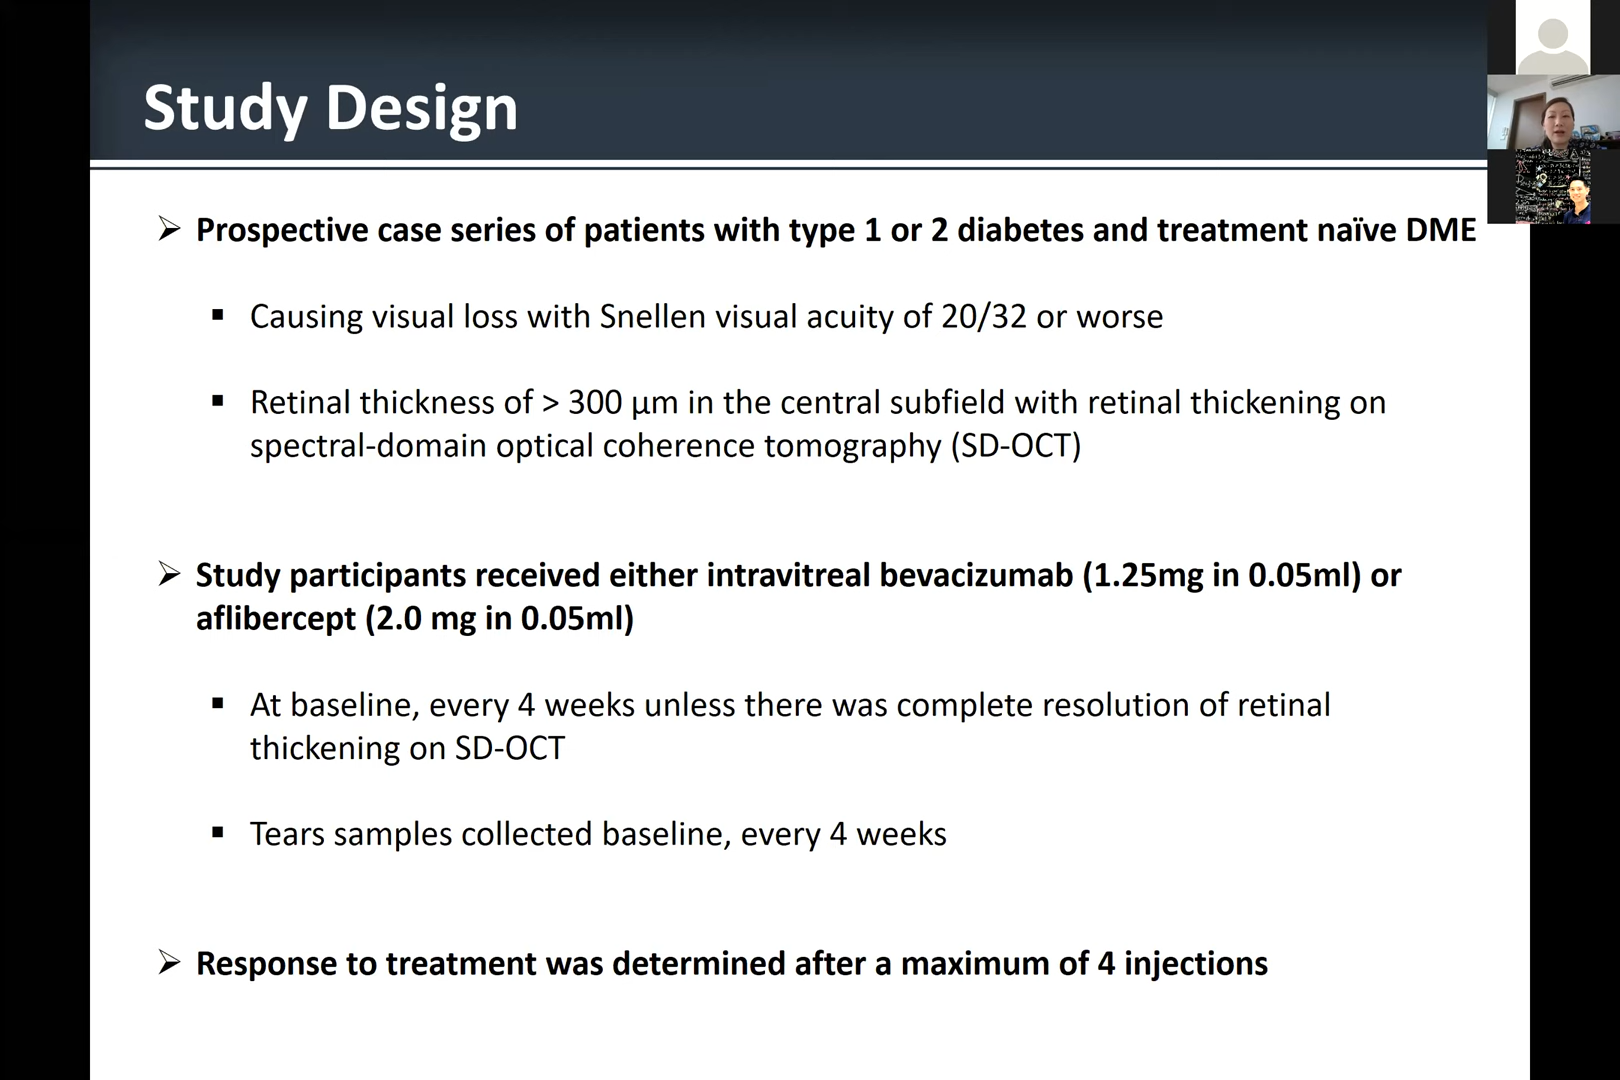 Study Design
➢ Prospective case series of patients with type 1 or 2 diabetes and treatment naïve DME
▪ Causing visual loss with Snellen visual acuity of 20/32 or worse
▪ Retinal thickness of > 300 µm in the central subfield with retinal thickening on
spectral-domain optical coherence tomography (SD-OCT)
➢ Study participants received either intravitreal bevacizumab (1.25mg in 0.05ml) or
aflibercept (2.0 mg in 0.05ml)
▪ At baseline, every 4 weeks unless there was complete resolution of retinal
thickening on SD-OCT
▪ Tears samples collected baseline, every 4 weeks
➢ Response to treatment was determined after a maximum of 4 injections